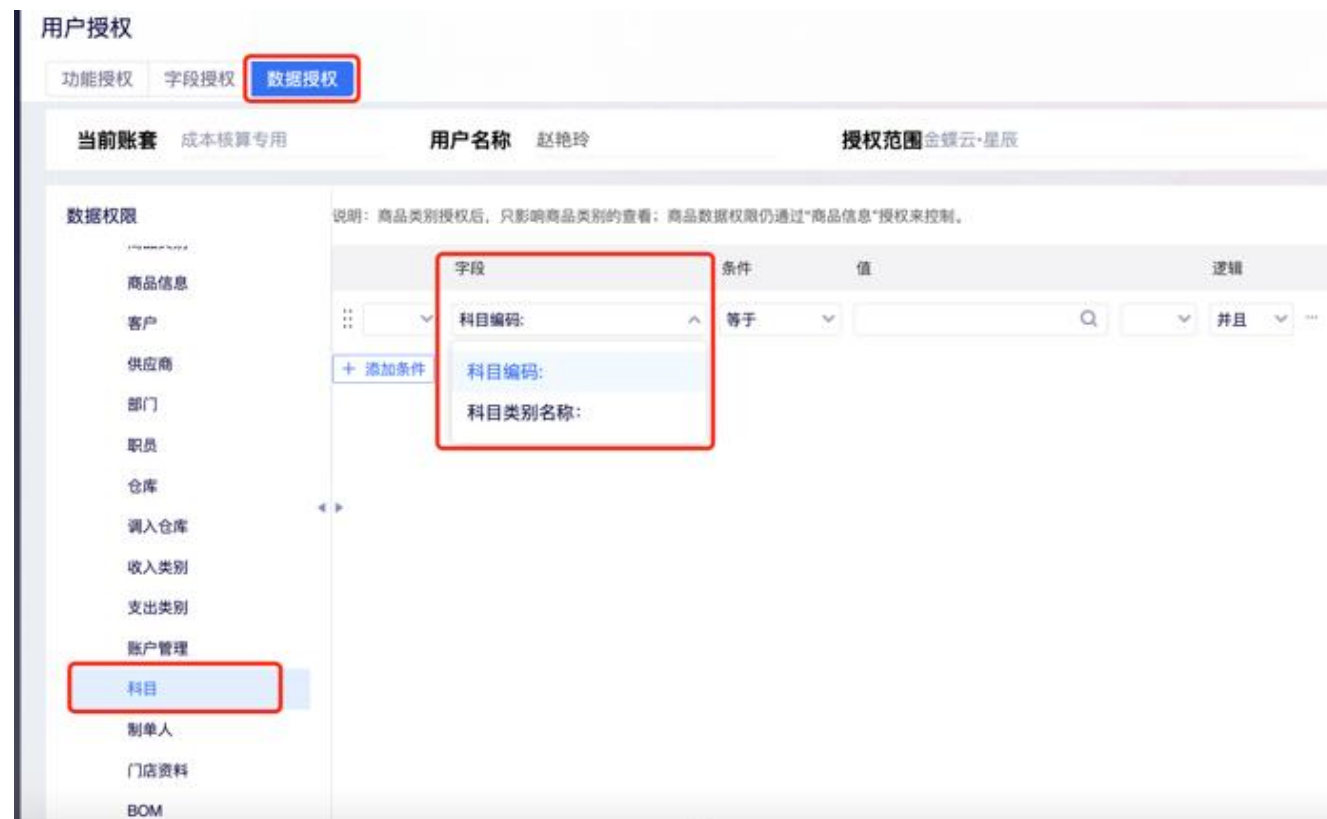 用户授权
功能授权 字段授权 数据授权
当前账套 成本核算专用 用户名称 赵艳玲 授权范围 金蝶云·星辰
数据权限
说明：商品类别授权后，只影响商品类别的查看；商品数据权限仍通过"商品信息"授权来控制。
字段 条件 值 逻辑
商品信息
客户
科目编码: 等于 并且 ...
供应商
+ 添加条件
科目编码:
科目类别名称:
部门
职员
仓库
调入仓库
收入类别
支出类别
账户管理
科目
制单人
门店资料
BOM